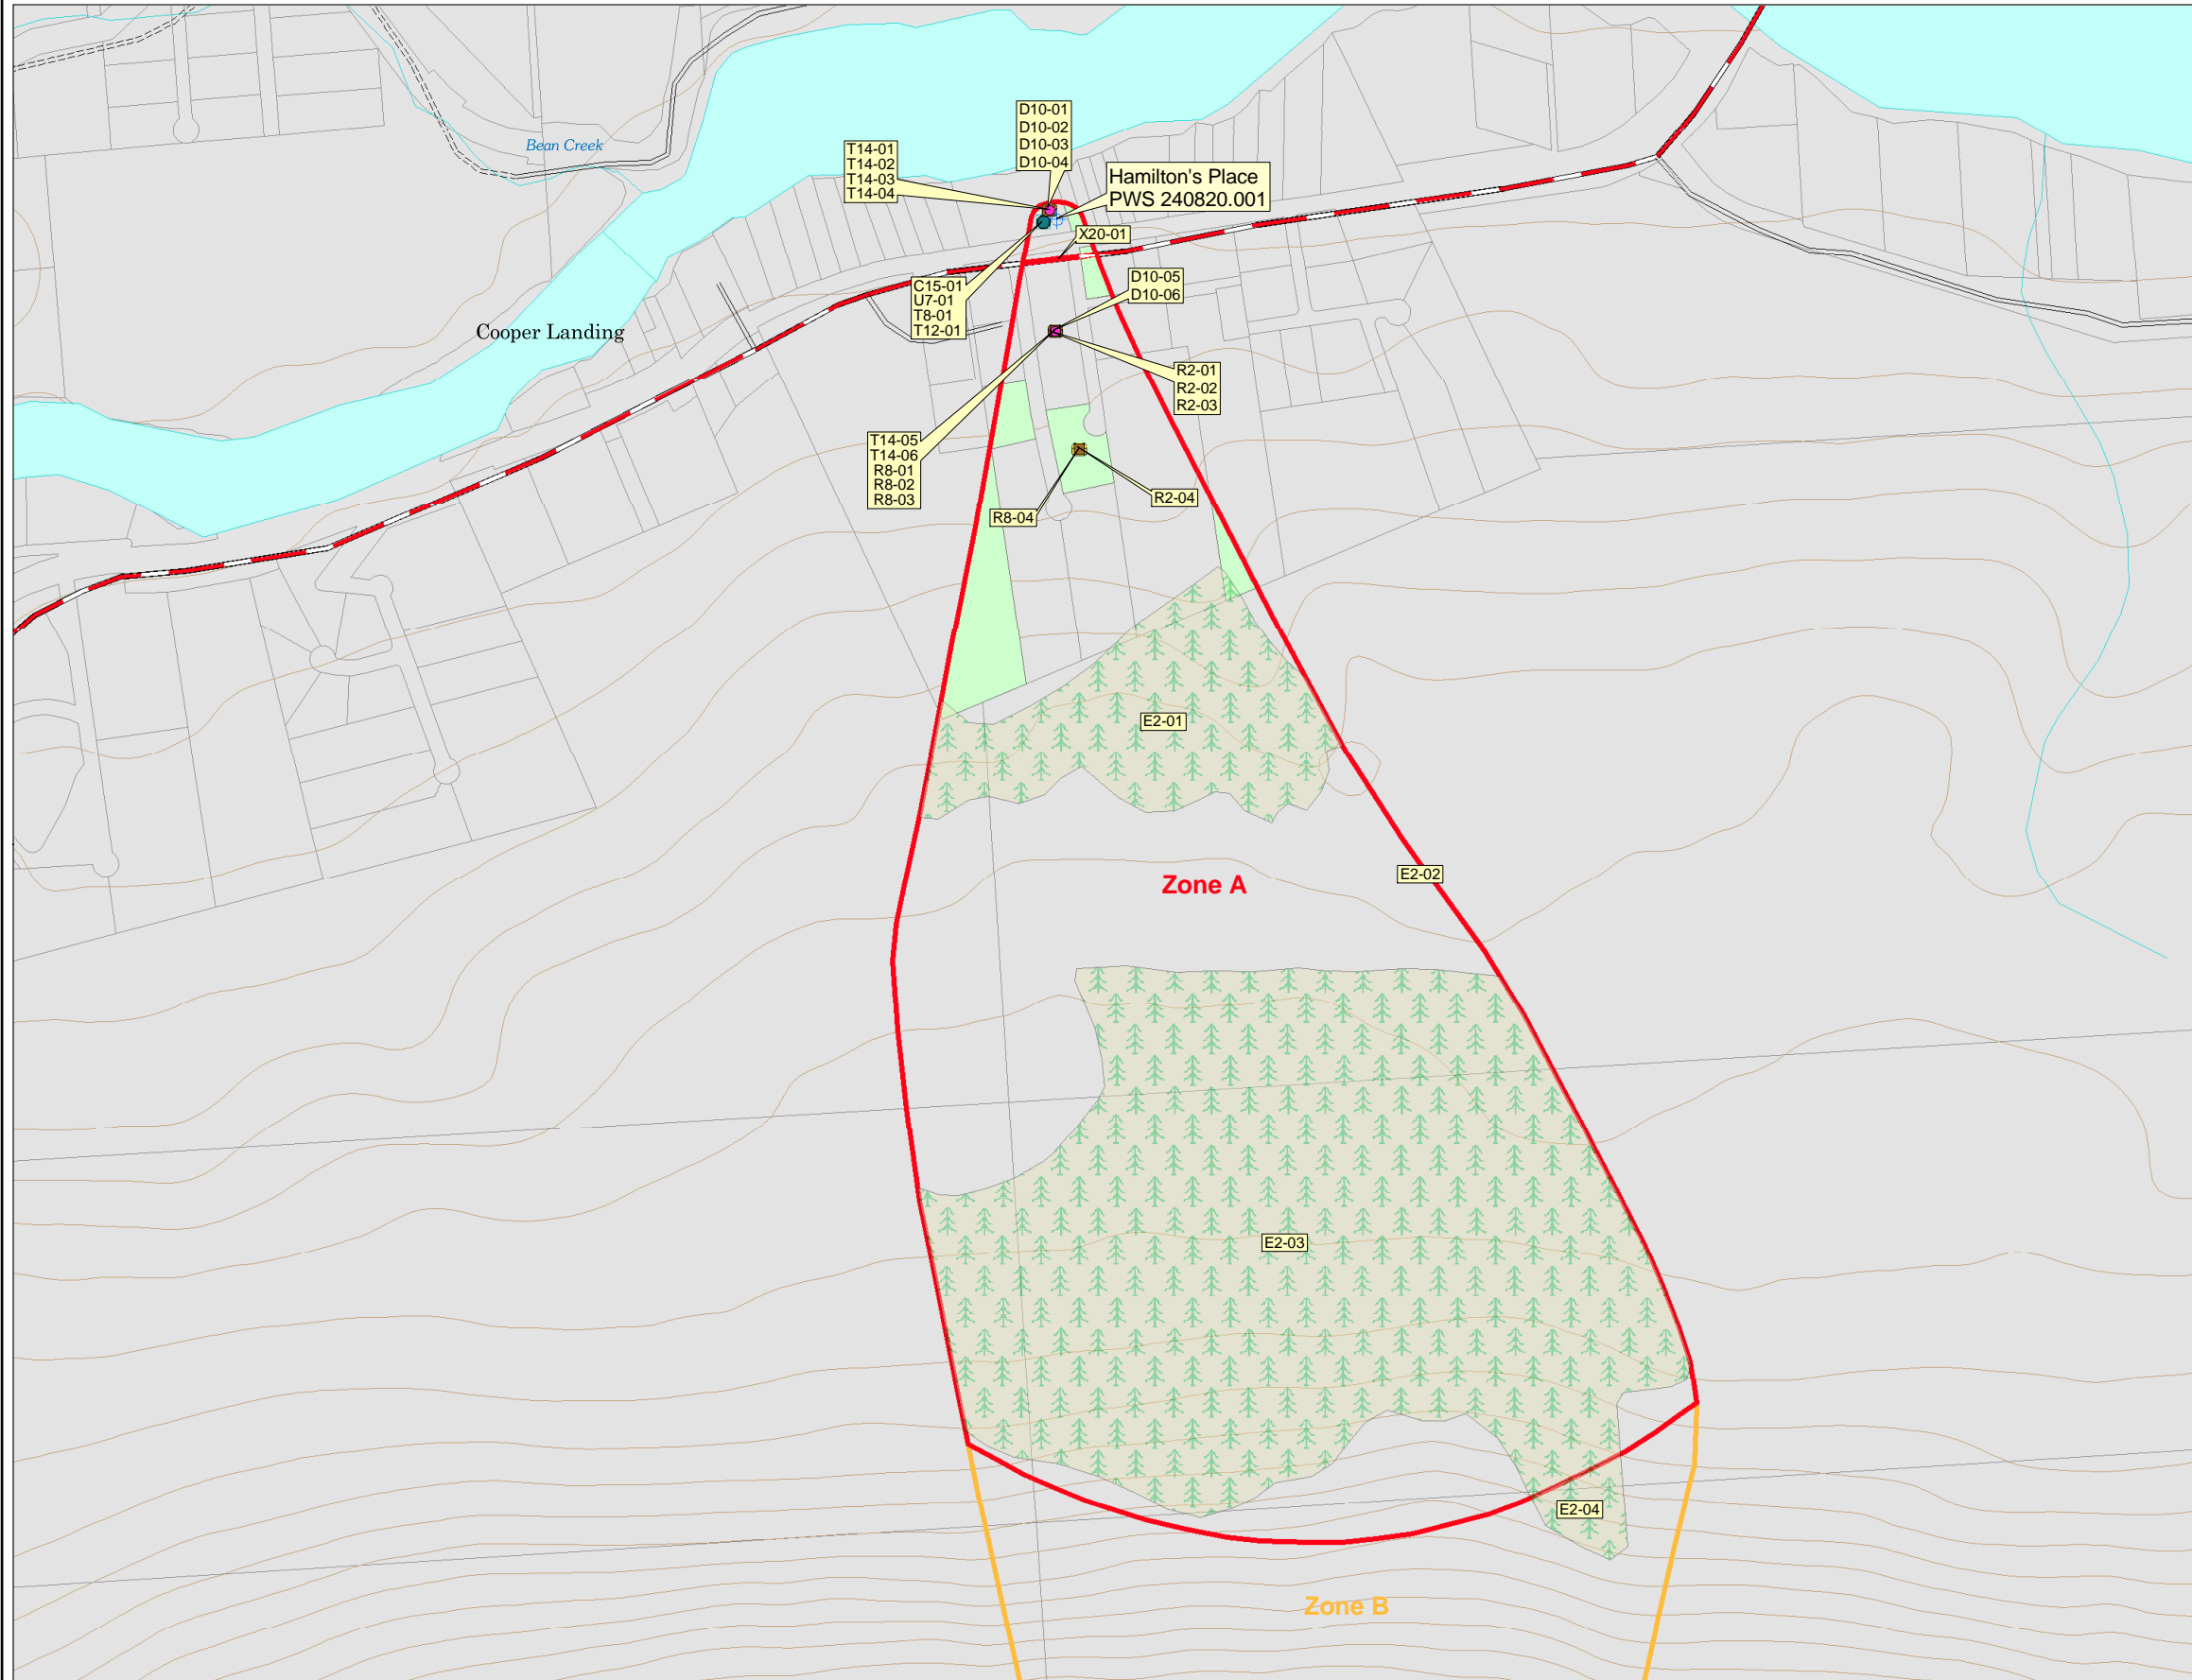 D10-01
D10-02
D10-03
D10-04
Bean Creek
T14-01
T14-02
T14-03
T14-04
Hamilton's Place
PWS 240820.001
X20-01
C15-01
U7-01
T8-01
T12-01
D10-05
D10-06
Cooper Landing
R2-01
R2-02
R2-03
T14-05
T14-06
R8-01
R8-02
R8-03
R2-04
R8-04
E2-01
Zone A
E2-02
E2-03
E2-04
Zone B